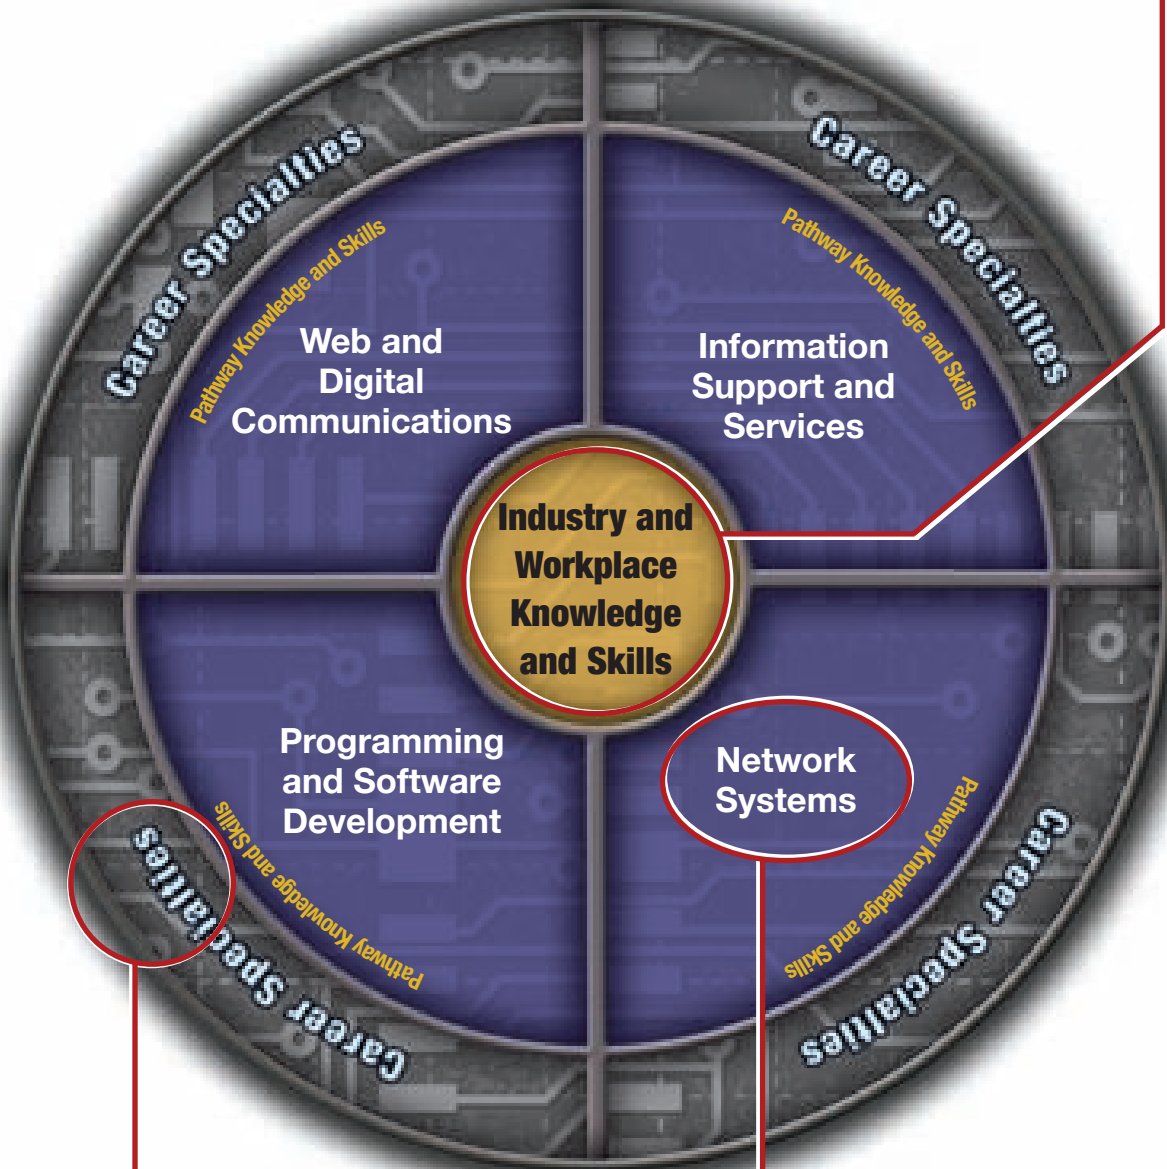 Career Specialties
Career Specialties
Pathway Knowledge and Skills
Pathway Knowledge and Skills
Web and
Digital
Communications
Information
Support and
Services
Industry and
Workplace
Knowledge
and Skills
Programming
and Software
Development
Network
Systems
Pathway Knowledge and Skills
Pathway Knowledge and Skills
Career Specialties
Career Specialties